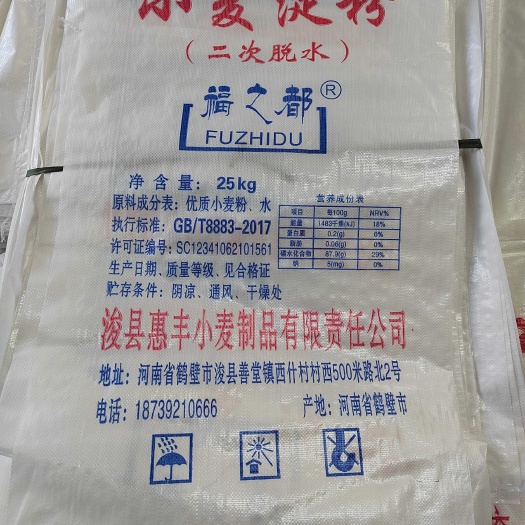 小麦淀粉
（二次脱水）
福之都®
FUZHIDU
净含量：25kg
原料成分表：优质小麦粉、水
执行标准：GB/T8883-2017
许可证编号：SC12341062101561
生产日期、质量等级、见合格证
贮存条件：阴凉、通风、干燥处
营养成份表
项目 每100g NRV%
能量 1483千焦(kJ) 18%
蛋白质 0.2(g) 0%
脂肪 0.06(g) 0%
碳水化合物 87.9(g) 29%
钠 5(mg) 0%
浚县惠丰小麦制品有限责任公司
地址：河南省鹤壁市浚县善堂镇西什村村西500米路北2号
电话：18739210666 产地：河南省鹤壁市